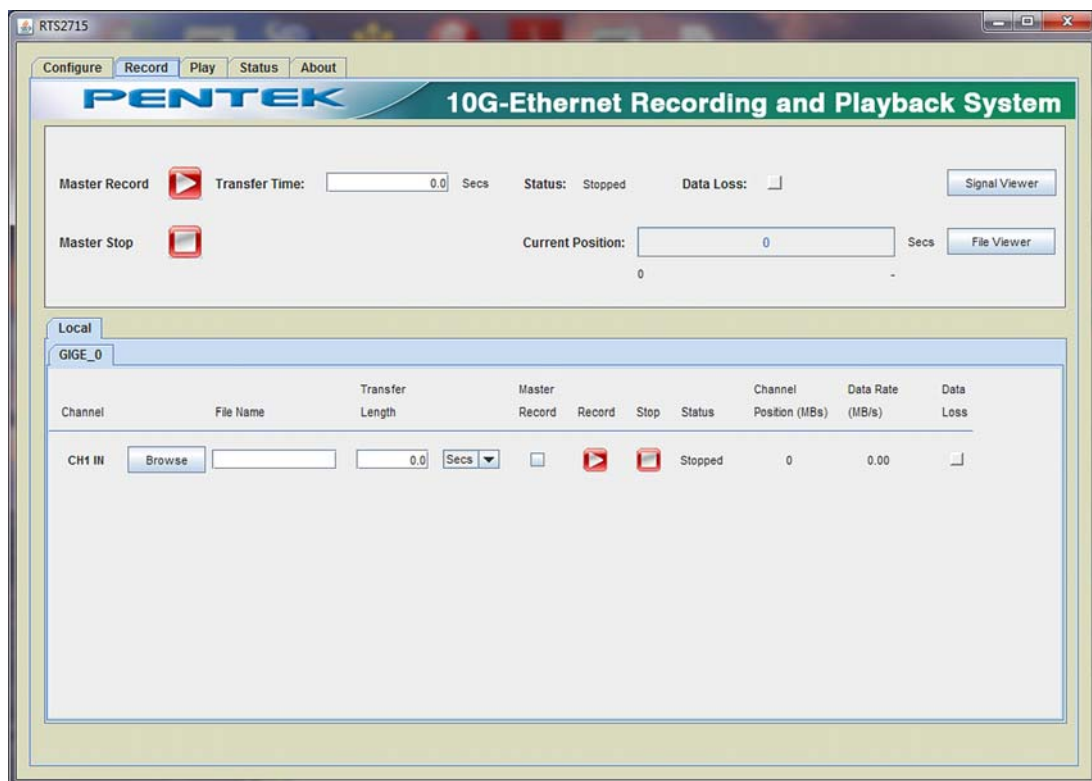 RTS2715
Configure Record Play Status About
PENTEK 10G-Ethernet Recording and Playback System
Master Record Transfer Time: 0.0 Secs Status: Stopped Data Loss: Signal Viewer
Master Stop Current Position: 0 Secs File Viewer
0 -
Local
GIGE_0
Transfer Master Channel Data Rate Data
Channel File Name Length Record Record Stop Status Position (MBs) (MB/s) Loss
CH1 IN Browse 0.0 Secs Stopped 0 0.00